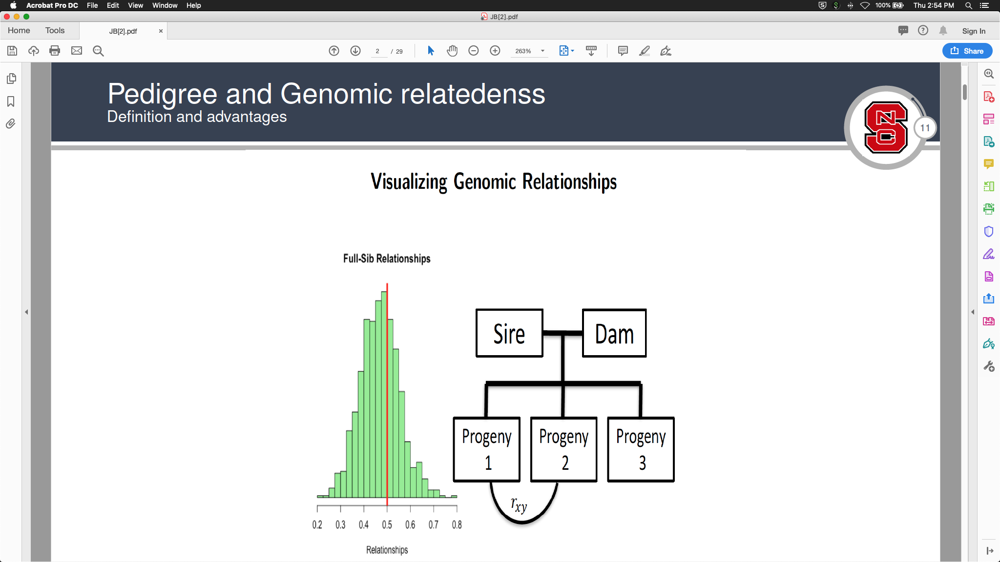 Acrobat Pro DC File Edit View Window Help
100% Thu 2:54 PM
JB[2].pdf
Home Tools JB[2].pdf × Sign In
2 / 29 263% Share
Pedigree and Genomic relatedenss
Definition and advantages
NCS
11
Visualizing Genomic Relationships
Full-Sib Relationships
0.2 0.3 0.4 0.5 0.6 0.7 0.8
Relationships
Sire Dam
Progeny 1
Progeny 2
Progeny 3
rxy